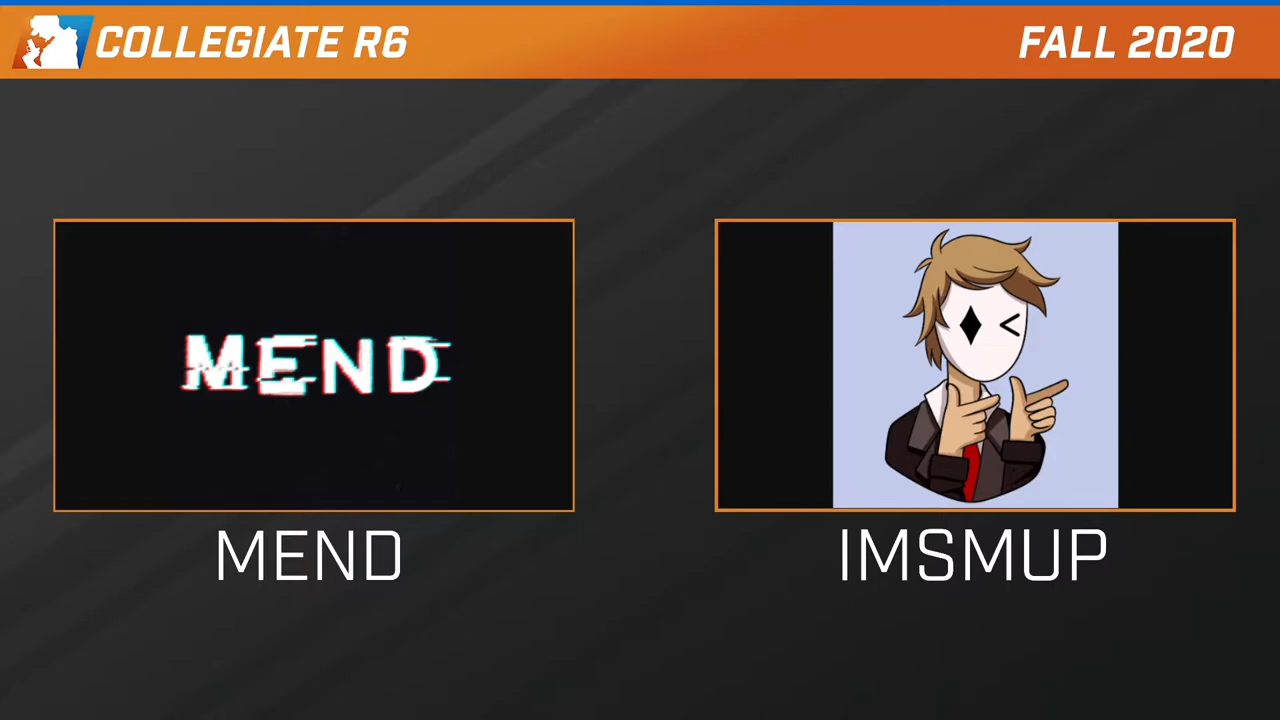 COLLEGIATE R6
FALL 2020
MEND
MEND
IMSMUP